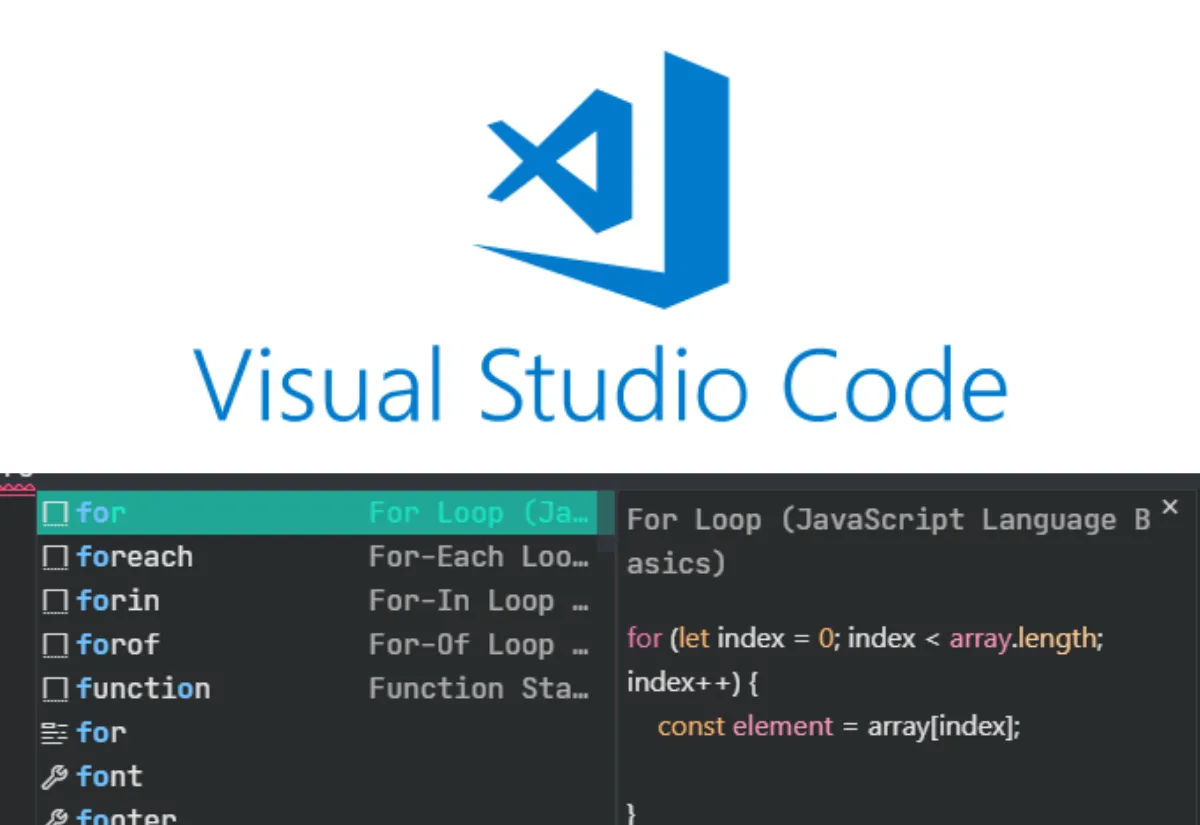 Visual Studio Code
for For Loop (Ja…
foreach For-Each Loo…
forin For-In Loop …
forof For-Of Loop …
function Function Sta…
for
font
footer
For Loop (JavaScript Language B
asics)
for (let index = 0; index < array.length;
index++) {
const element = array[index];
}